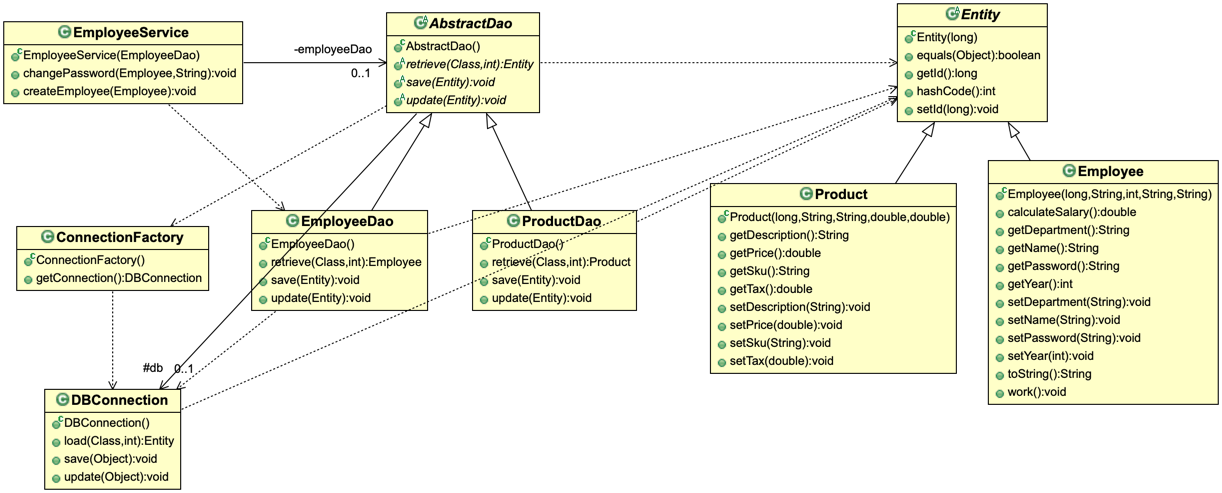 EmployeeService
EmployeeService(EmployeeDao)
changePassword(Employee,String):void
createEmployee(Employee):void
-employeeDao
0..1
AbstractDao
AbstractDao()
retrieve(Class,int):Entity
save(Entity):void
update(Entity):void
Entity
Entity(long)
equals(Object):boolean
getId():long
hashCode():int
setId(long):void
ConnectionFactory
ConnectionFactory()
getConnection():DBConnection
EmployeeDao
EmployeeDao()
retrieve(Class,int):Employee
save(Entity):void
update(Entity):void
ProductDao
ProductDao()
retrieve(Class,int):Product
save(Entity):void
update(Entity):void
Product
Product(long,String,String,double,double)
getDescription():String
getPrice():double
getSku():String
getTax():double
setDescription(String):void
setPrice(double):void
setSku(String):void
setTax(double):void
Employee
Employee(long,String,int,String,String)
calculateSalary():double
getDepartment():String
getName():String
getPassword():String
getYear():int
setDepartment(String):void
setName(String):void
setPassword(String):void
setYear(int):void
toString():String
work():void
#db
0..1
DBConnection
DBConnection()
load(Class,int):Entity
save(Object):void
update(Object):void